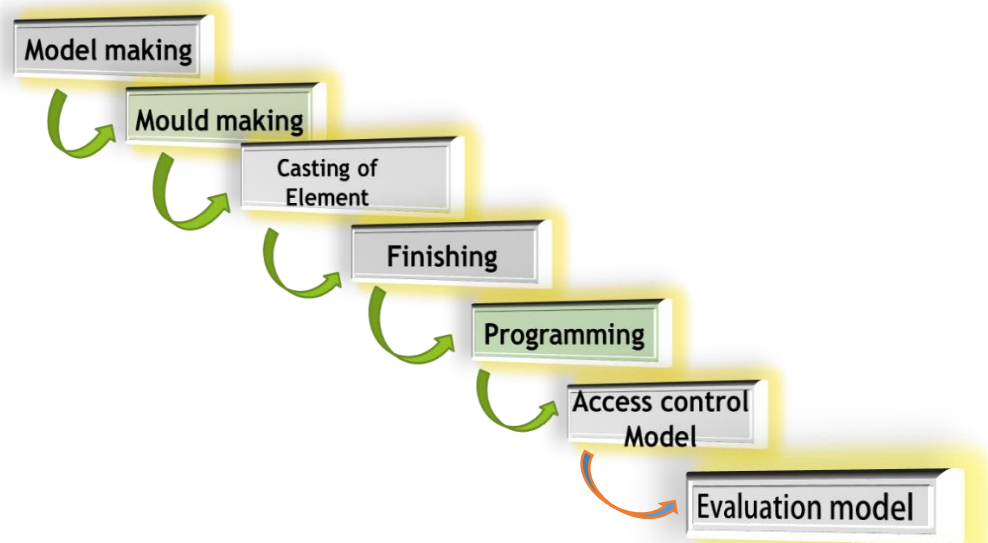 Model making
Mould making
Casting of
Element
Finishing
Programming
Access control
Model
Evaluation model